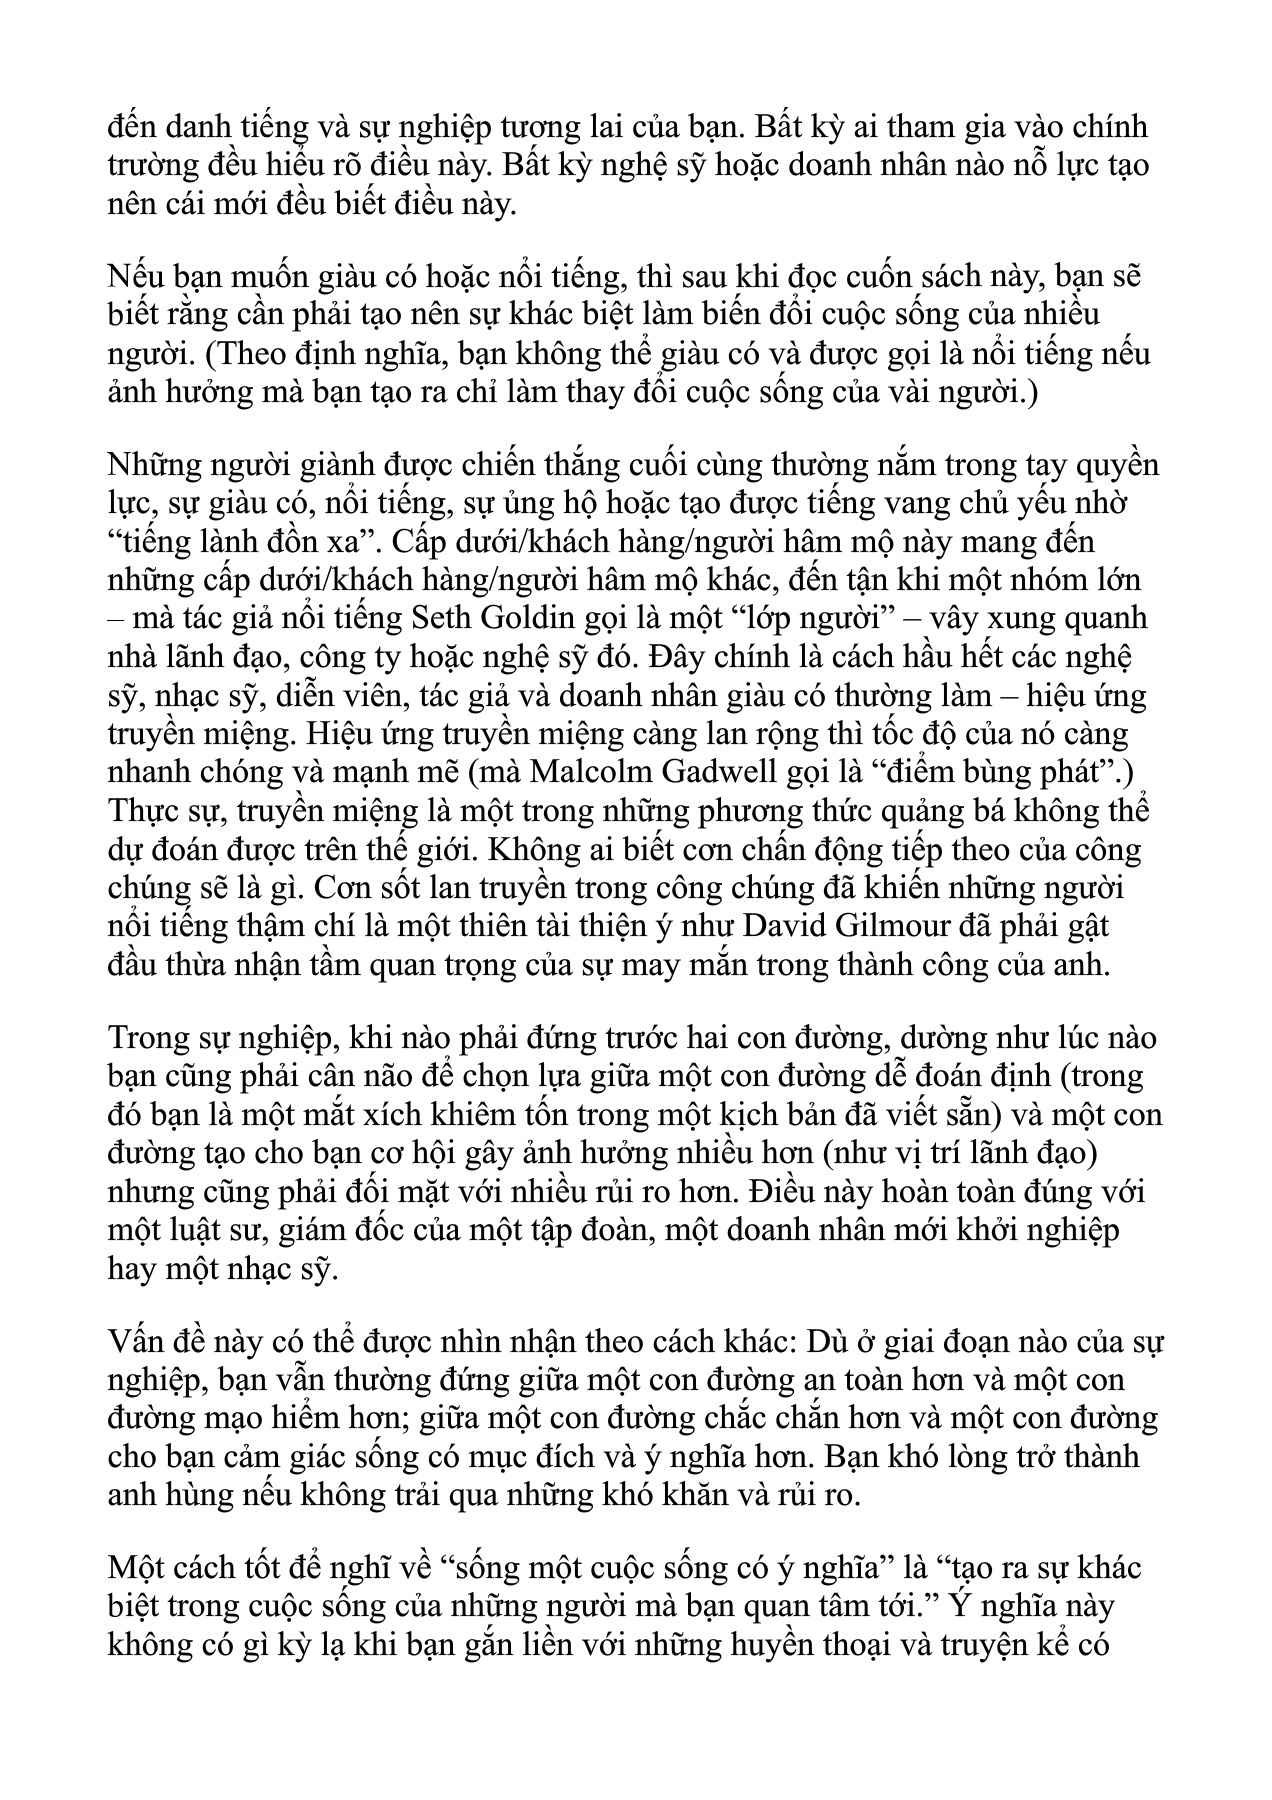 đến danh tiếng và sự nghiệp tương lai của bạn. Bất kỳ ai tham gia vào chính
trường đều hiểu rõ điều này. Bất kỳ nghệ sỹ hoặc doanh nhân nào nỗ lực tạo
nên cái mới đều biết điều này.
Nếu bạn muốn giàu có hoặc nổi tiếng, thì sau khi đọc cuốn sách này, bạn sẽ
biết rằng cần phải tạo nên sự khác biệt làm biến đổi cuộc sống của nhiều
người. (Theo định nghĩa, bạn không thể giàu có và được gọi là nổi tiếng nếu
ảnh hưởng mà bạn tạo ra chỉ làm thay đổi cuộc sống của vài người.)
Những người giành được chiến thắng cuối cùng thường nắm trong tay quyền
lực, sự giàu có, nổi tiếng, sự ủng hộ hoặc tạo được tiếng vang chủ yếu nhờ
“tiếng lành đồn xa”. Cấp dưới/khách hàng/người hâm mộ này mang đến
những cấp dưới/khách hàng/người hâm mộ khác, đến tận khi một nhóm lớn
– mà tác giả nổi tiếng Seth Goldin gọi là một “lớp người” – vây xung quanh
nhà lãnh đạo, công ty hoặc nghệ sỹ đó. Đây chính là cách hầu hết các nghệ
sỹ, nhạc sỹ, diễn viên, tác giả và doanh nhân giàu có thường làm – hiệu ứng
truyền miệng. Hiệu ứng truyền miệng càng lan rộng thì tốc độ của nó càng
nhanh chóng và mạnh mẽ (mà Malcolm Gadwell gọi là “điểm bùng phát”.)
Thực sự, truyền miệng là một trong những phương thức quảng bá không thể
dự đoán được trên thế giới. Không ai biết cơn chấn động tiếp theo của công
chúng sẽ là gì. Cơn sốt lan truyền trong công chúng đã khiến những người
nổi tiếng thậm chí là một thiên tài thiện ý như David Gilmour đã phải gật
đầu thừa nhận tầm quan trọng của sự may mắn trong thành công của anh.
Trong sự nghiệp, khi nào phải đứng trước hai con đường, dường như lúc nào
bạn cũng phải cân não để chọn lựa giữa một con đường dễ đoán định (trong
đó bạn là một mắt xích khiêm tốn trong một kịch bản đã viết sẵn) và một con
đường tạo cho bạn cơ hội gây ảnh hưởng nhiều hơn (như vị trí lãnh đạo)
nhưng cũng phải đối mặt với nhiều rủi ro hơn. Điều này hoàn toàn đúng với
một luật sư, giám đốc của một tập đoàn, một doanh nhân mới khởi nghiệp
hay một nhạc sỹ.
Vấn đề này có thể được nhìn nhận theo cách khác: Dù ở giai đoạn nào của sự
nghiệp, bạn vẫn thường đứng giữa một con đường an toàn hơn và một con
đường mạo hiểm hơn; giữa một con đường chắc chắn hơn và một con đường
cho bạn cảm giác sống có mục đích và ý nghĩa hơn. Bạn khó lòng trở thành
anh hùng nếu không trải qua những khó khăn và rủi ro.
Một cách tốt để nghĩ về “sống một cuộc sống có ý nghĩa” là “tạo ra sự khác
biệt trong cuộc sống của những người mà bạn quan tâm tới.” Ý nghĩa này
không có gì kỳ lạ khi bạn gắn liền với những huyền thoại và truyện kể có